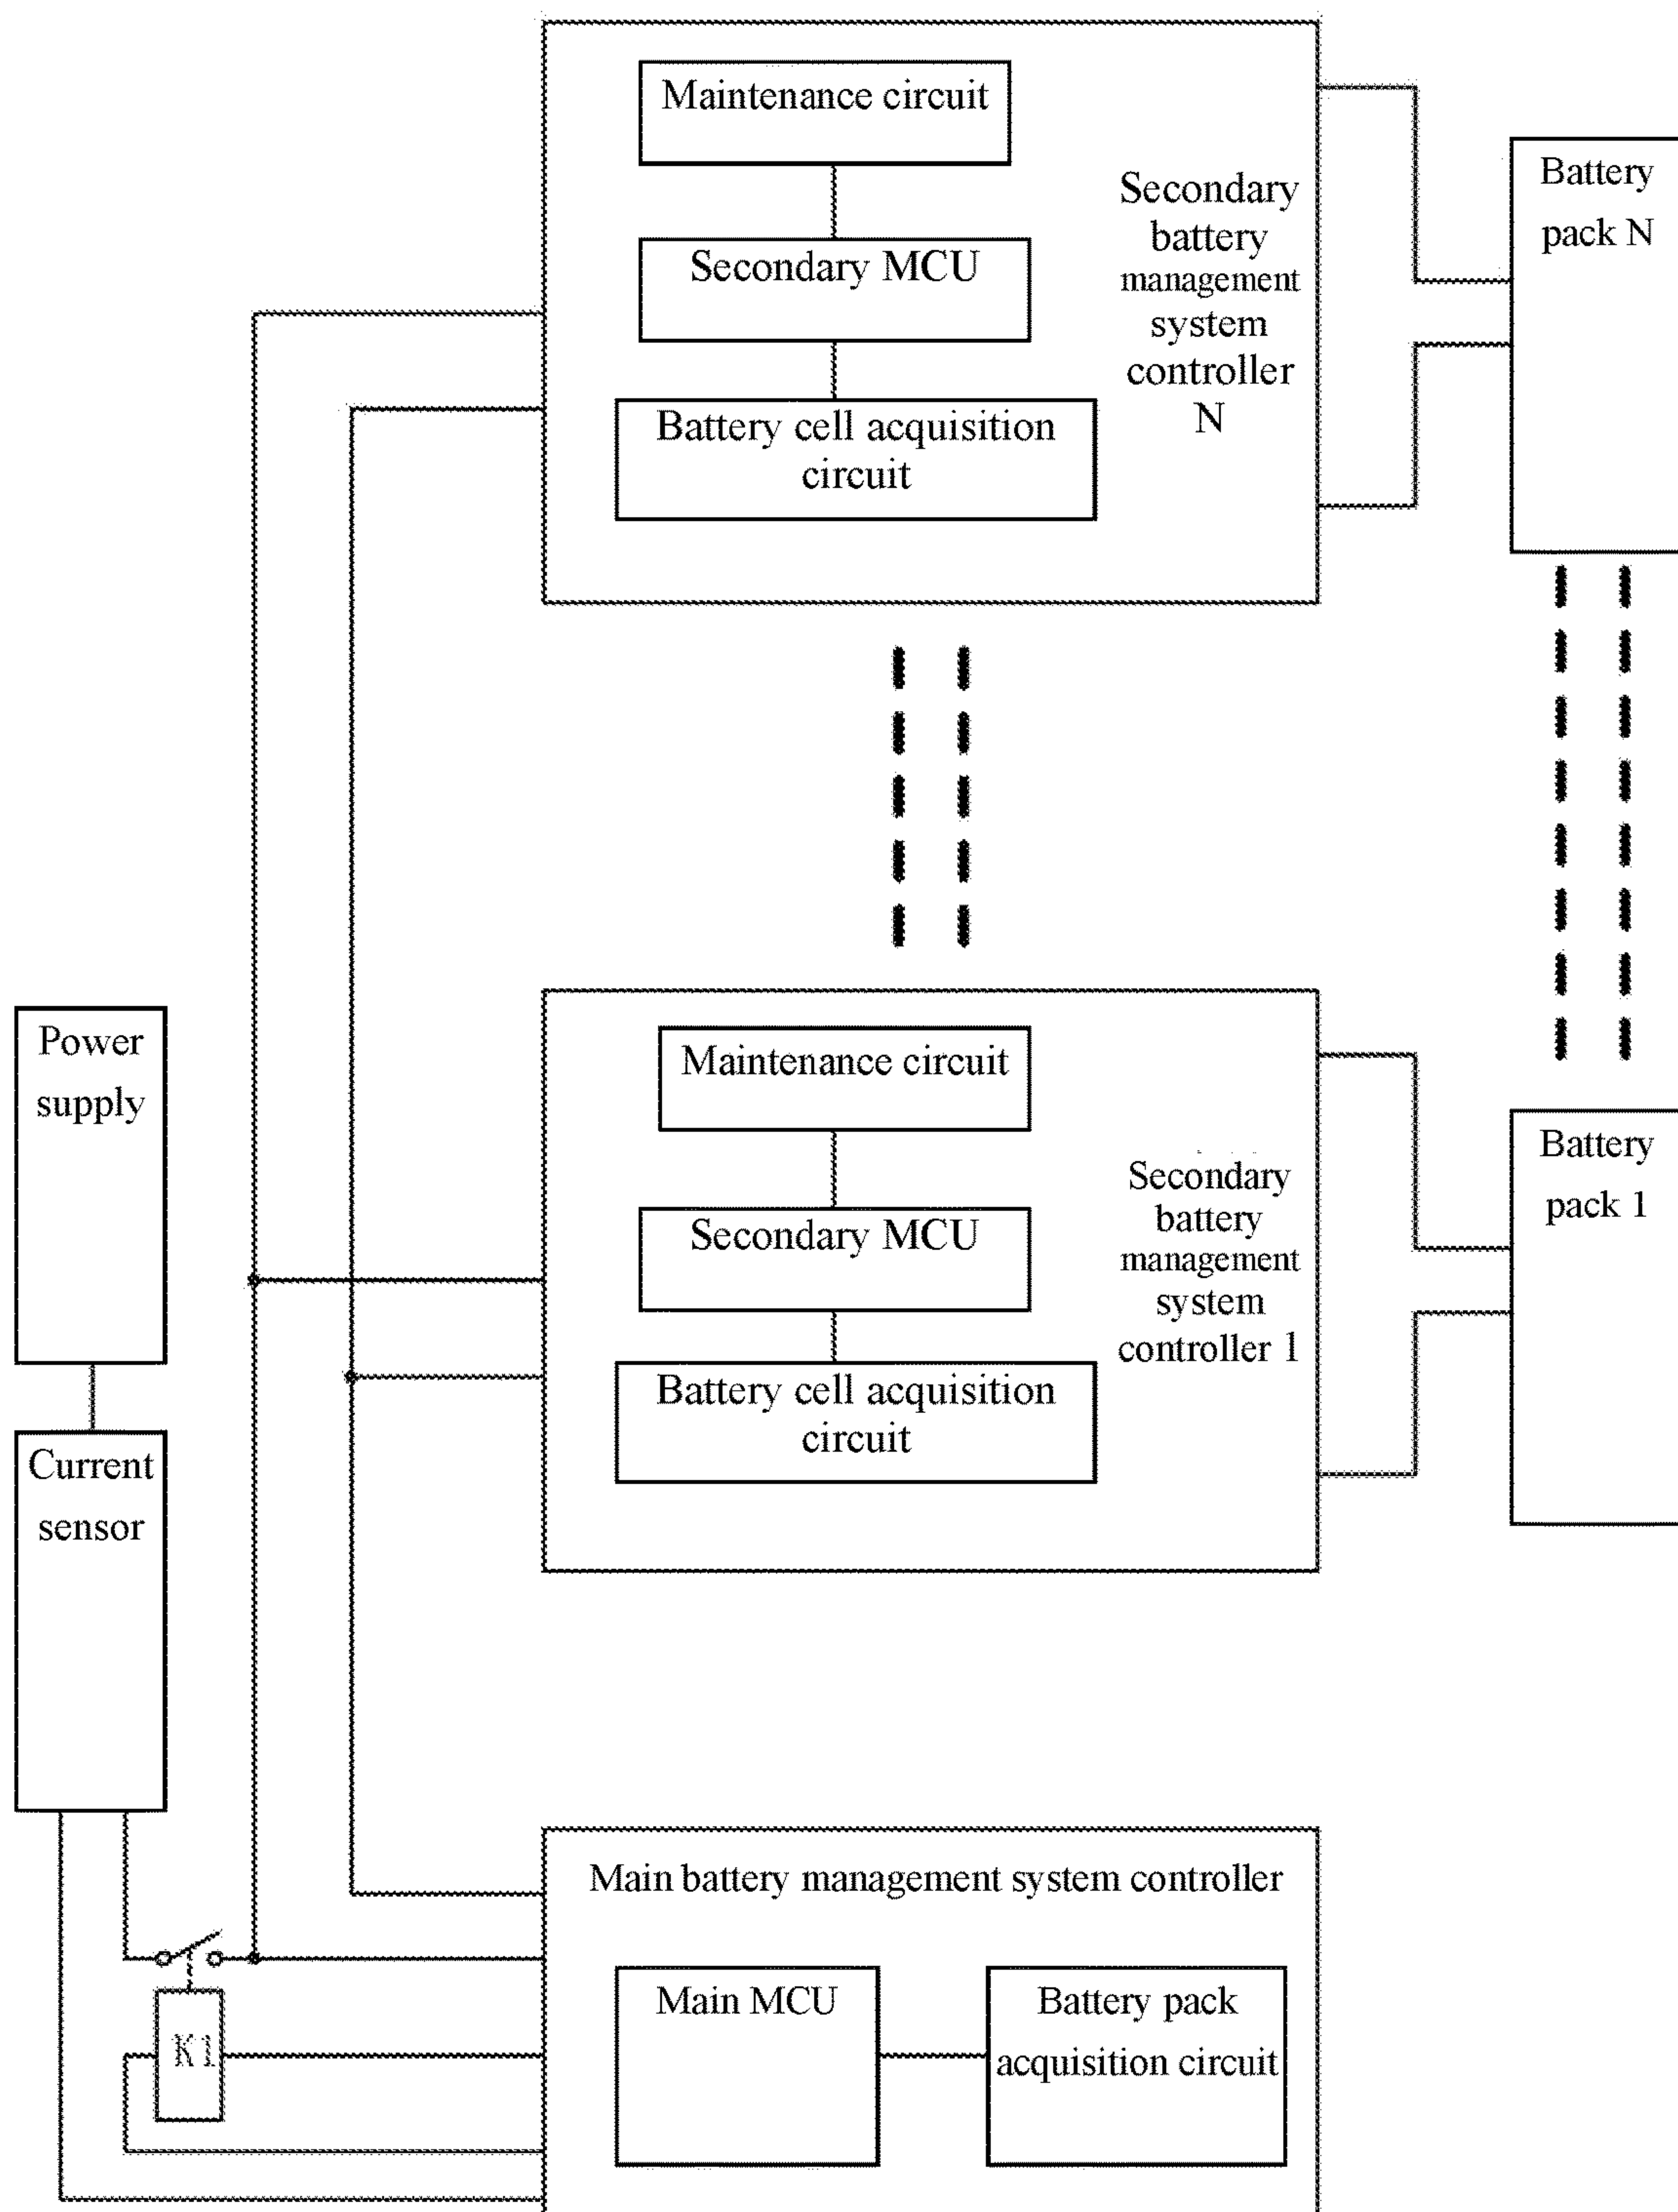 Maintenance circuit
Secondary MCU
Battery cell acquisition
circuit
Secondary
battery
management
system
controller
N
Battery
pack N
Power
supply
Current
sensor
Maintenance circuit
Secondary MCU
Battery cell acquisition
circuit
Secondary
battery
management
system
controller 1
Battery
pack 1
Main battery management system controller
K1
Main MCU
Battery pack
acquisition circuit